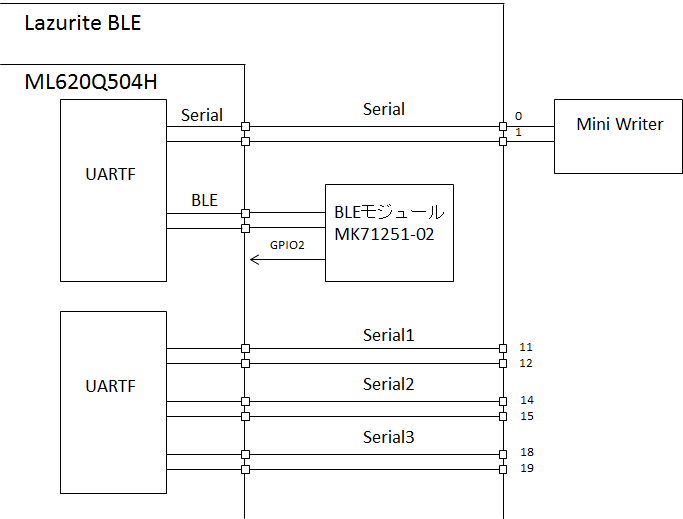 Lazurite BLE
ML620Q504H
Serial
Serial
0
1
Mini Writer
UARTF
BLE
BLEモジュール
MK71251-02
GPIO2
Serial1
11
12
UARTF
Serial2
14
15
Serial3
18
19